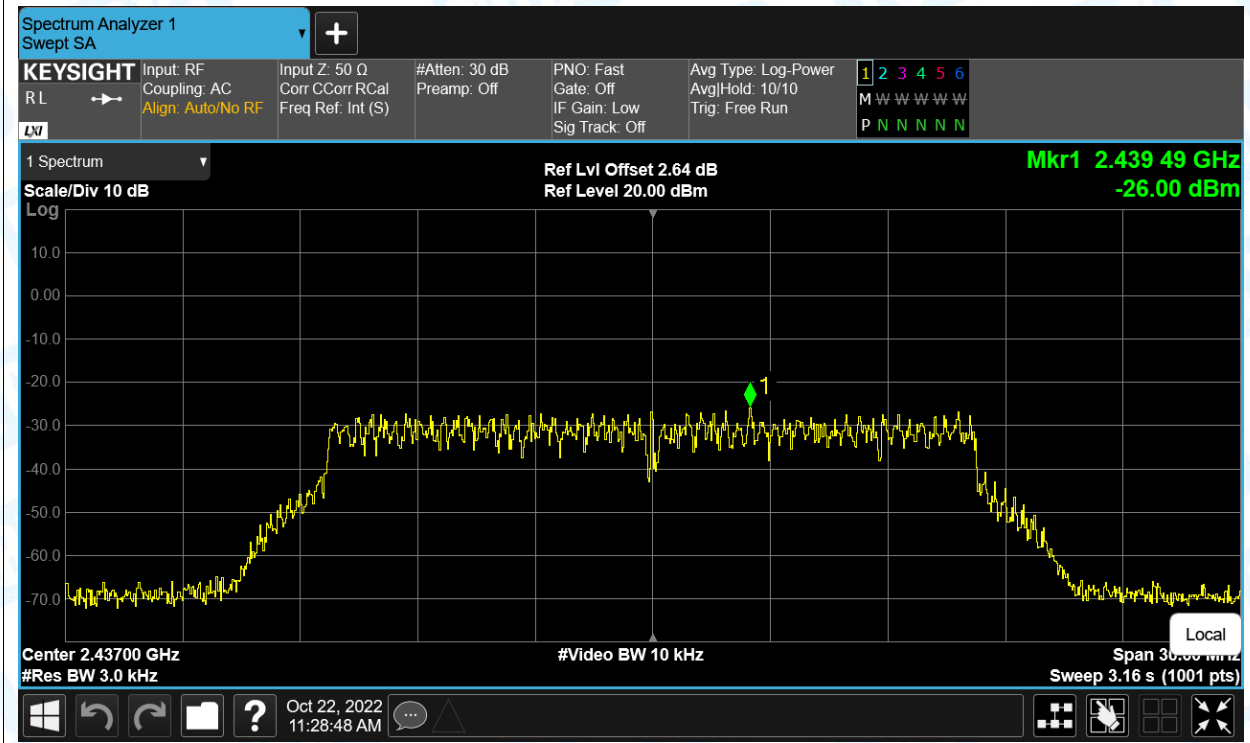 Spectrum Analyzer 1
Swept SA
KEYSIGHT
R L
LXI
Input: RF
Coupling: AC
Align: Auto/No RF
Input Z: 50 Ω
Corr CCorr RCal
Freq Ref: Int (S)
#Atten: 30 dB
Preamp: Off
PNO: Fast
Gate: Off
IF Gain: Low
Sig Track: Off
Avg Type: Log-Power
Avg|Hold: 10/10
Trig: Free Run
1 2 3 4 5 6
M W W W W W W
P N N N N N N
1 Spectrum
Scale/Div 10 dB
Log
Ref Lvl Offset 2.64 dB
Ref Level 20.00 dBm
Mkr1 2.439 49 GHz
-26.00 dBm
10.0
0.00
-10.0
-20.0
-30.0
-40.0
-50.0
-60.0
-70.0
1
Local
Center 2.43700 GHz
#Video BW 10 kHz
Span 30.00 MHz
#Res BW 3.0 kHz
Sweep 3.16 s (1001 pts)
?
Oct 22, 2022
11:28:48 AM